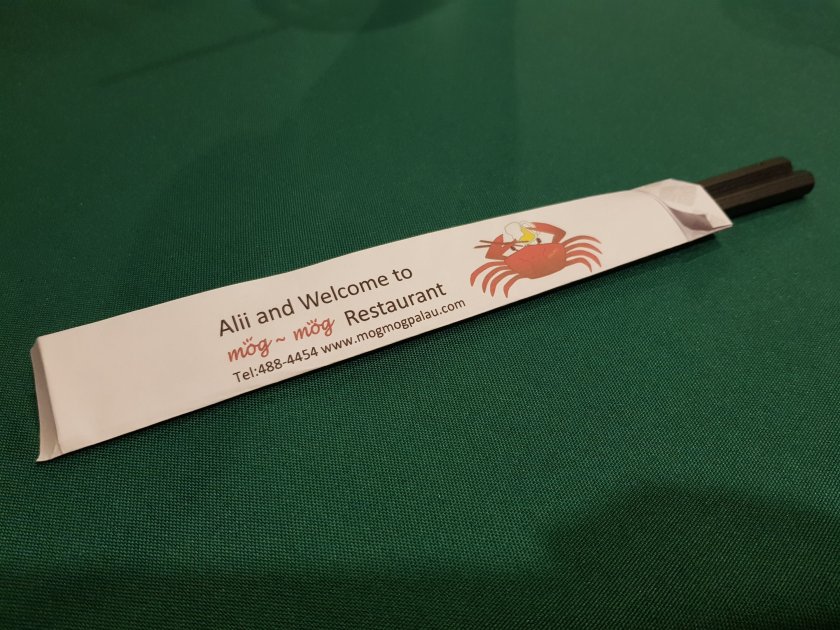 Alii and Welcome to
mög ~ mög Restaurant
Tel:488-4454 www.mogmogpalau.com